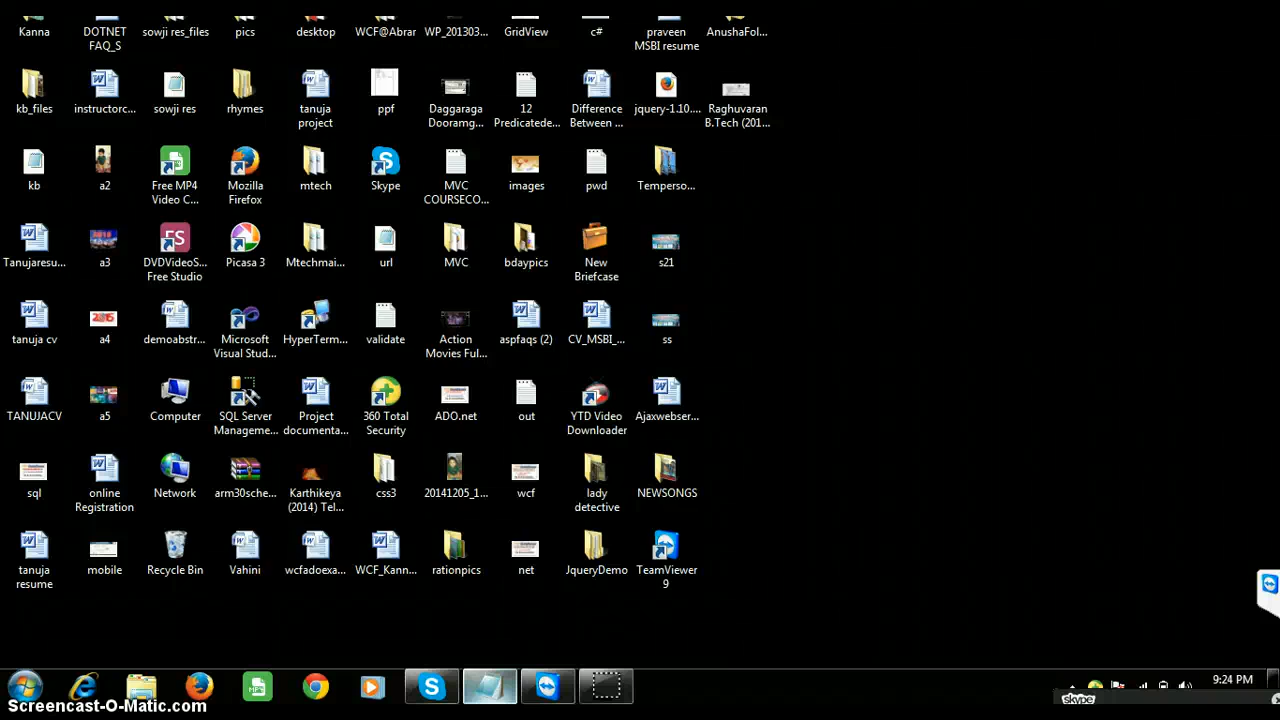 Kanna DOTNET FAQ_S sowji res_files pics desktop WCF@Abrar WP_201303... GridView c# praveen MSBI resume AnushaFol...
kb_files instructorc... sowji res rhymes tanuja project ppf Daggaraga Dooramg... 12 Predicatede... Difference Between ... jquery-1.10.... Raghuvaran B.Tech (201...
kb a2 Free MP4 Video C... Mozilla Firefox mtech Skype MVC COURSECO... images pwd Temperso...
Tanujaresu... a3 DVDVideoS... Free Studio Picasa 3 Mtechmai... url MVC bdaypics New Briefcase s21
tanuja cv a4 demoabstr... Microsoft Visual Stud... HyperTerm... validate Action Movies Ful... aspfaqs (2) CV_MSBI_... ss
TANUJACV a5 Computer SQL Server Manageme... Project documenta... 360 Total Security ADO.net out YTD Video Downloader Ajaxwebser...
sql online Registration Network arm30sche... Karthikeya (2014) Tel... css3 20141205_1... wcf lady detective NEWSONGS
tanuja resume mobile Recycle Bin Vahini wcfadoexa... WCF_Kann... rationpics net JqueryDemo TeamViewer 9
9:24 PM
skype
Screencast-O-Matic.com